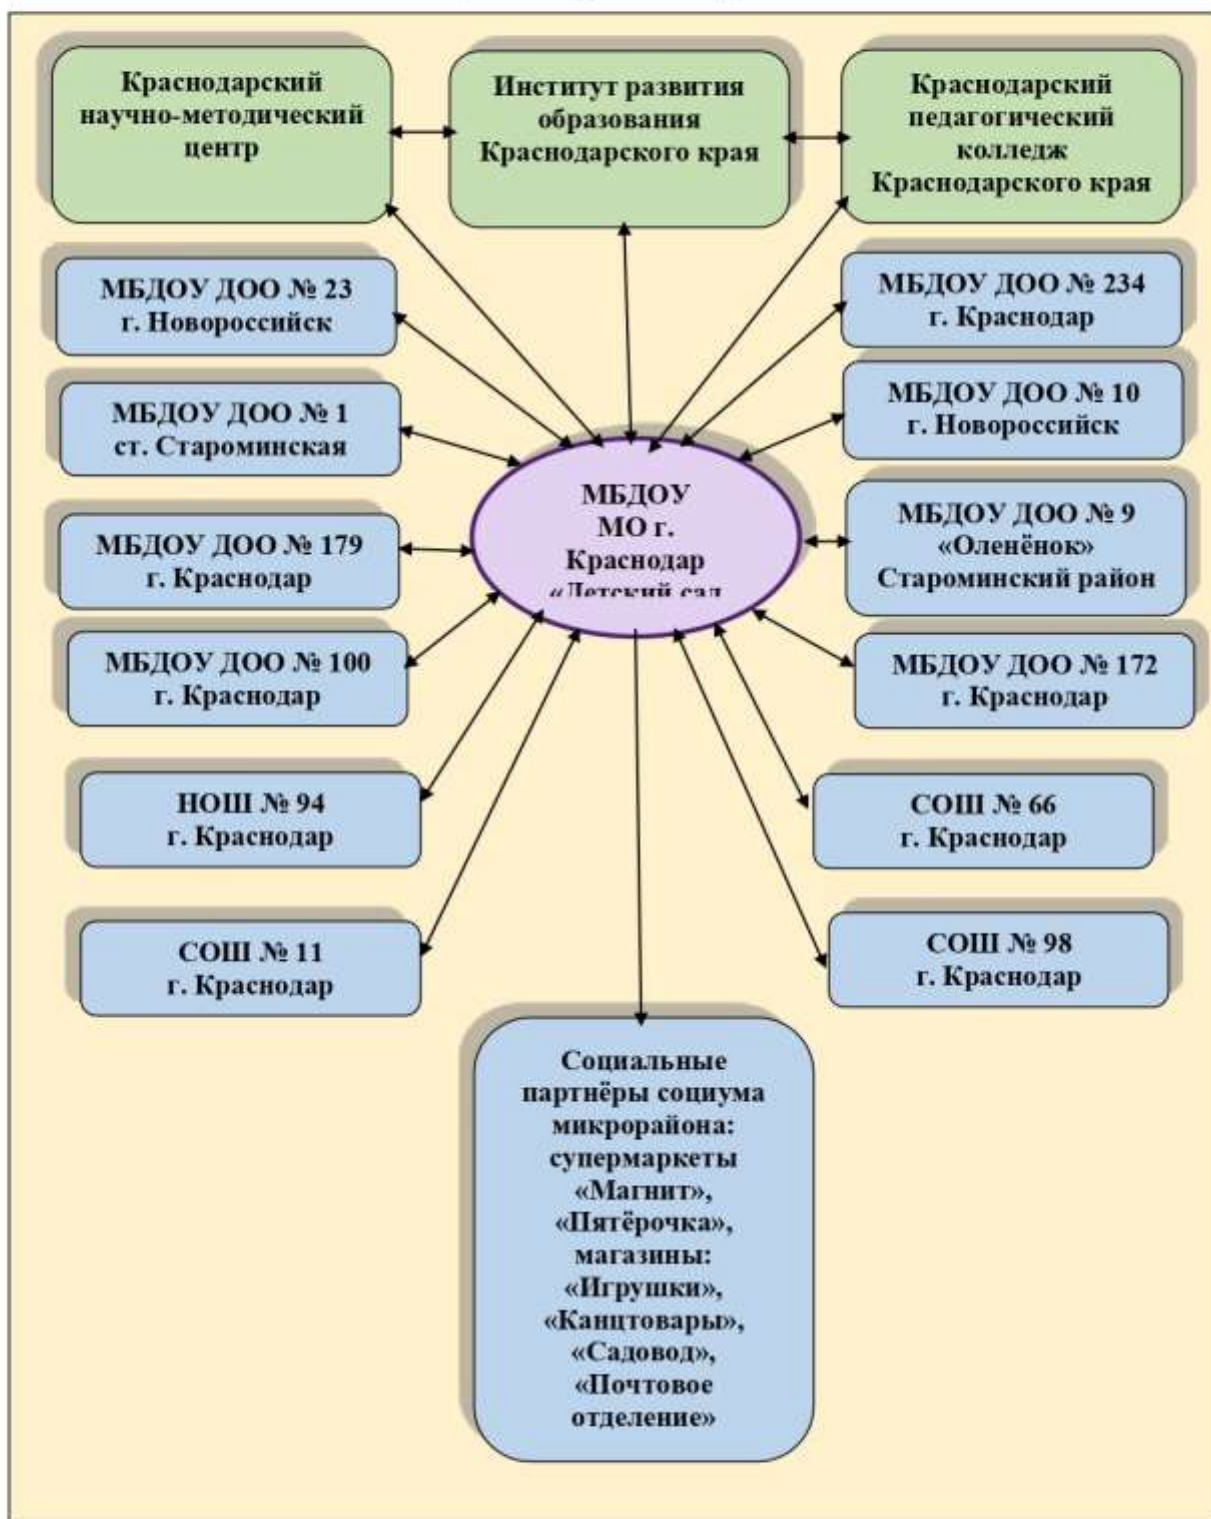 Краснодарский
научно-методический
центр
Институт развития
образования
Краснодарского края
Краснодарский
педагогический
колледж
Краснодарского края
МБДОУ ДОО № 23
г. Новороссийск
МБДОУ ДОО № 234
г. Краснодар
МБДОУ ДОО № 1
ст. Староминская
МБДОУ ДОО № 10
г. Новороссийск
МБДОУ
МО г.
Краснодар
«Детский сад
МБДОУ ДОО № 179
г. Краснодар
МБДОУ ДОО № 9
«Оленёнок»
Староминский район
МБДОУ ДОО № 100
г. Краснодар
МБДОУ ДОО № 172
г. Краснодар
НОШ № 94
г. Краснодар
СОШ № 66
г. Краснодар
СОШ № 11
г. Краснодар
СОШ № 98
г. Краснодар
Социальные
партнёры социума
микрорайона:
супермаркеты
«Магнит»,
«Пятёрочка»,
магазины:
«Игрушки»,
«Канцтовары»,
«Садовод»,
«Почтовое
отделение»